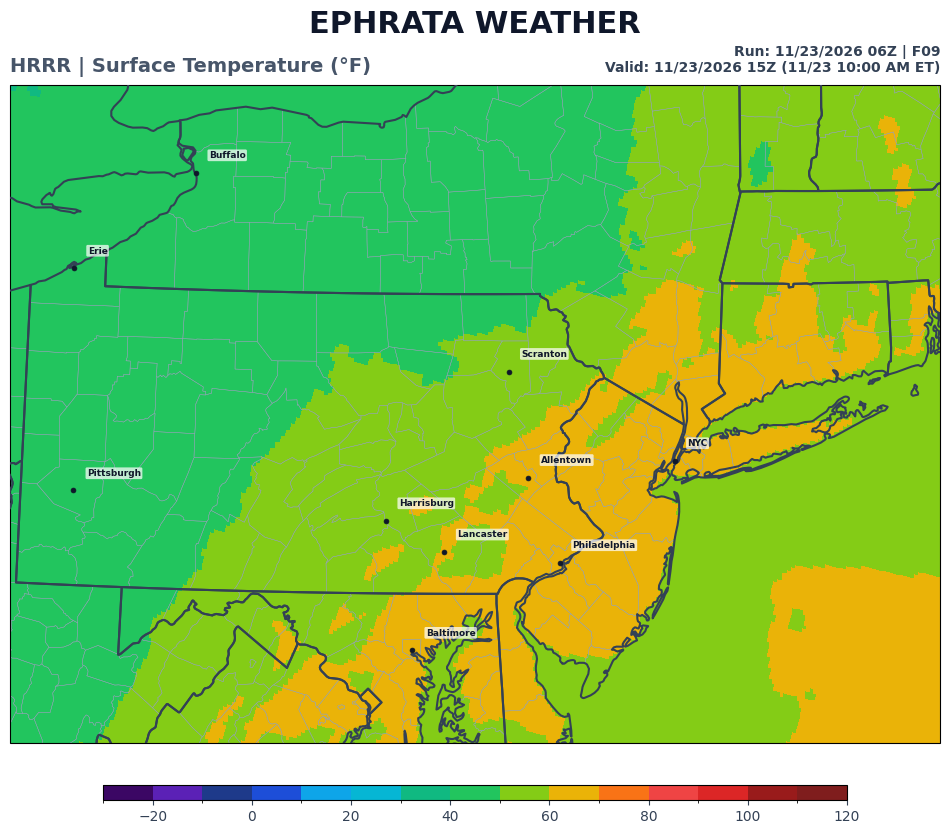 EPHRATA WEATHER
HRRR | Surface Temperature (°F)
Run: 11/23/2026 06Z | F09
Valid: 11/23/2026 15Z (11/23 10:00 AM ET)
Buffalo
Erie
Scranton
NYC
Allentown
Pittsburgh
Harrisburg
Lancaster
Philadelphia
Baltimore
−20 0 20 40 60 80 100 120